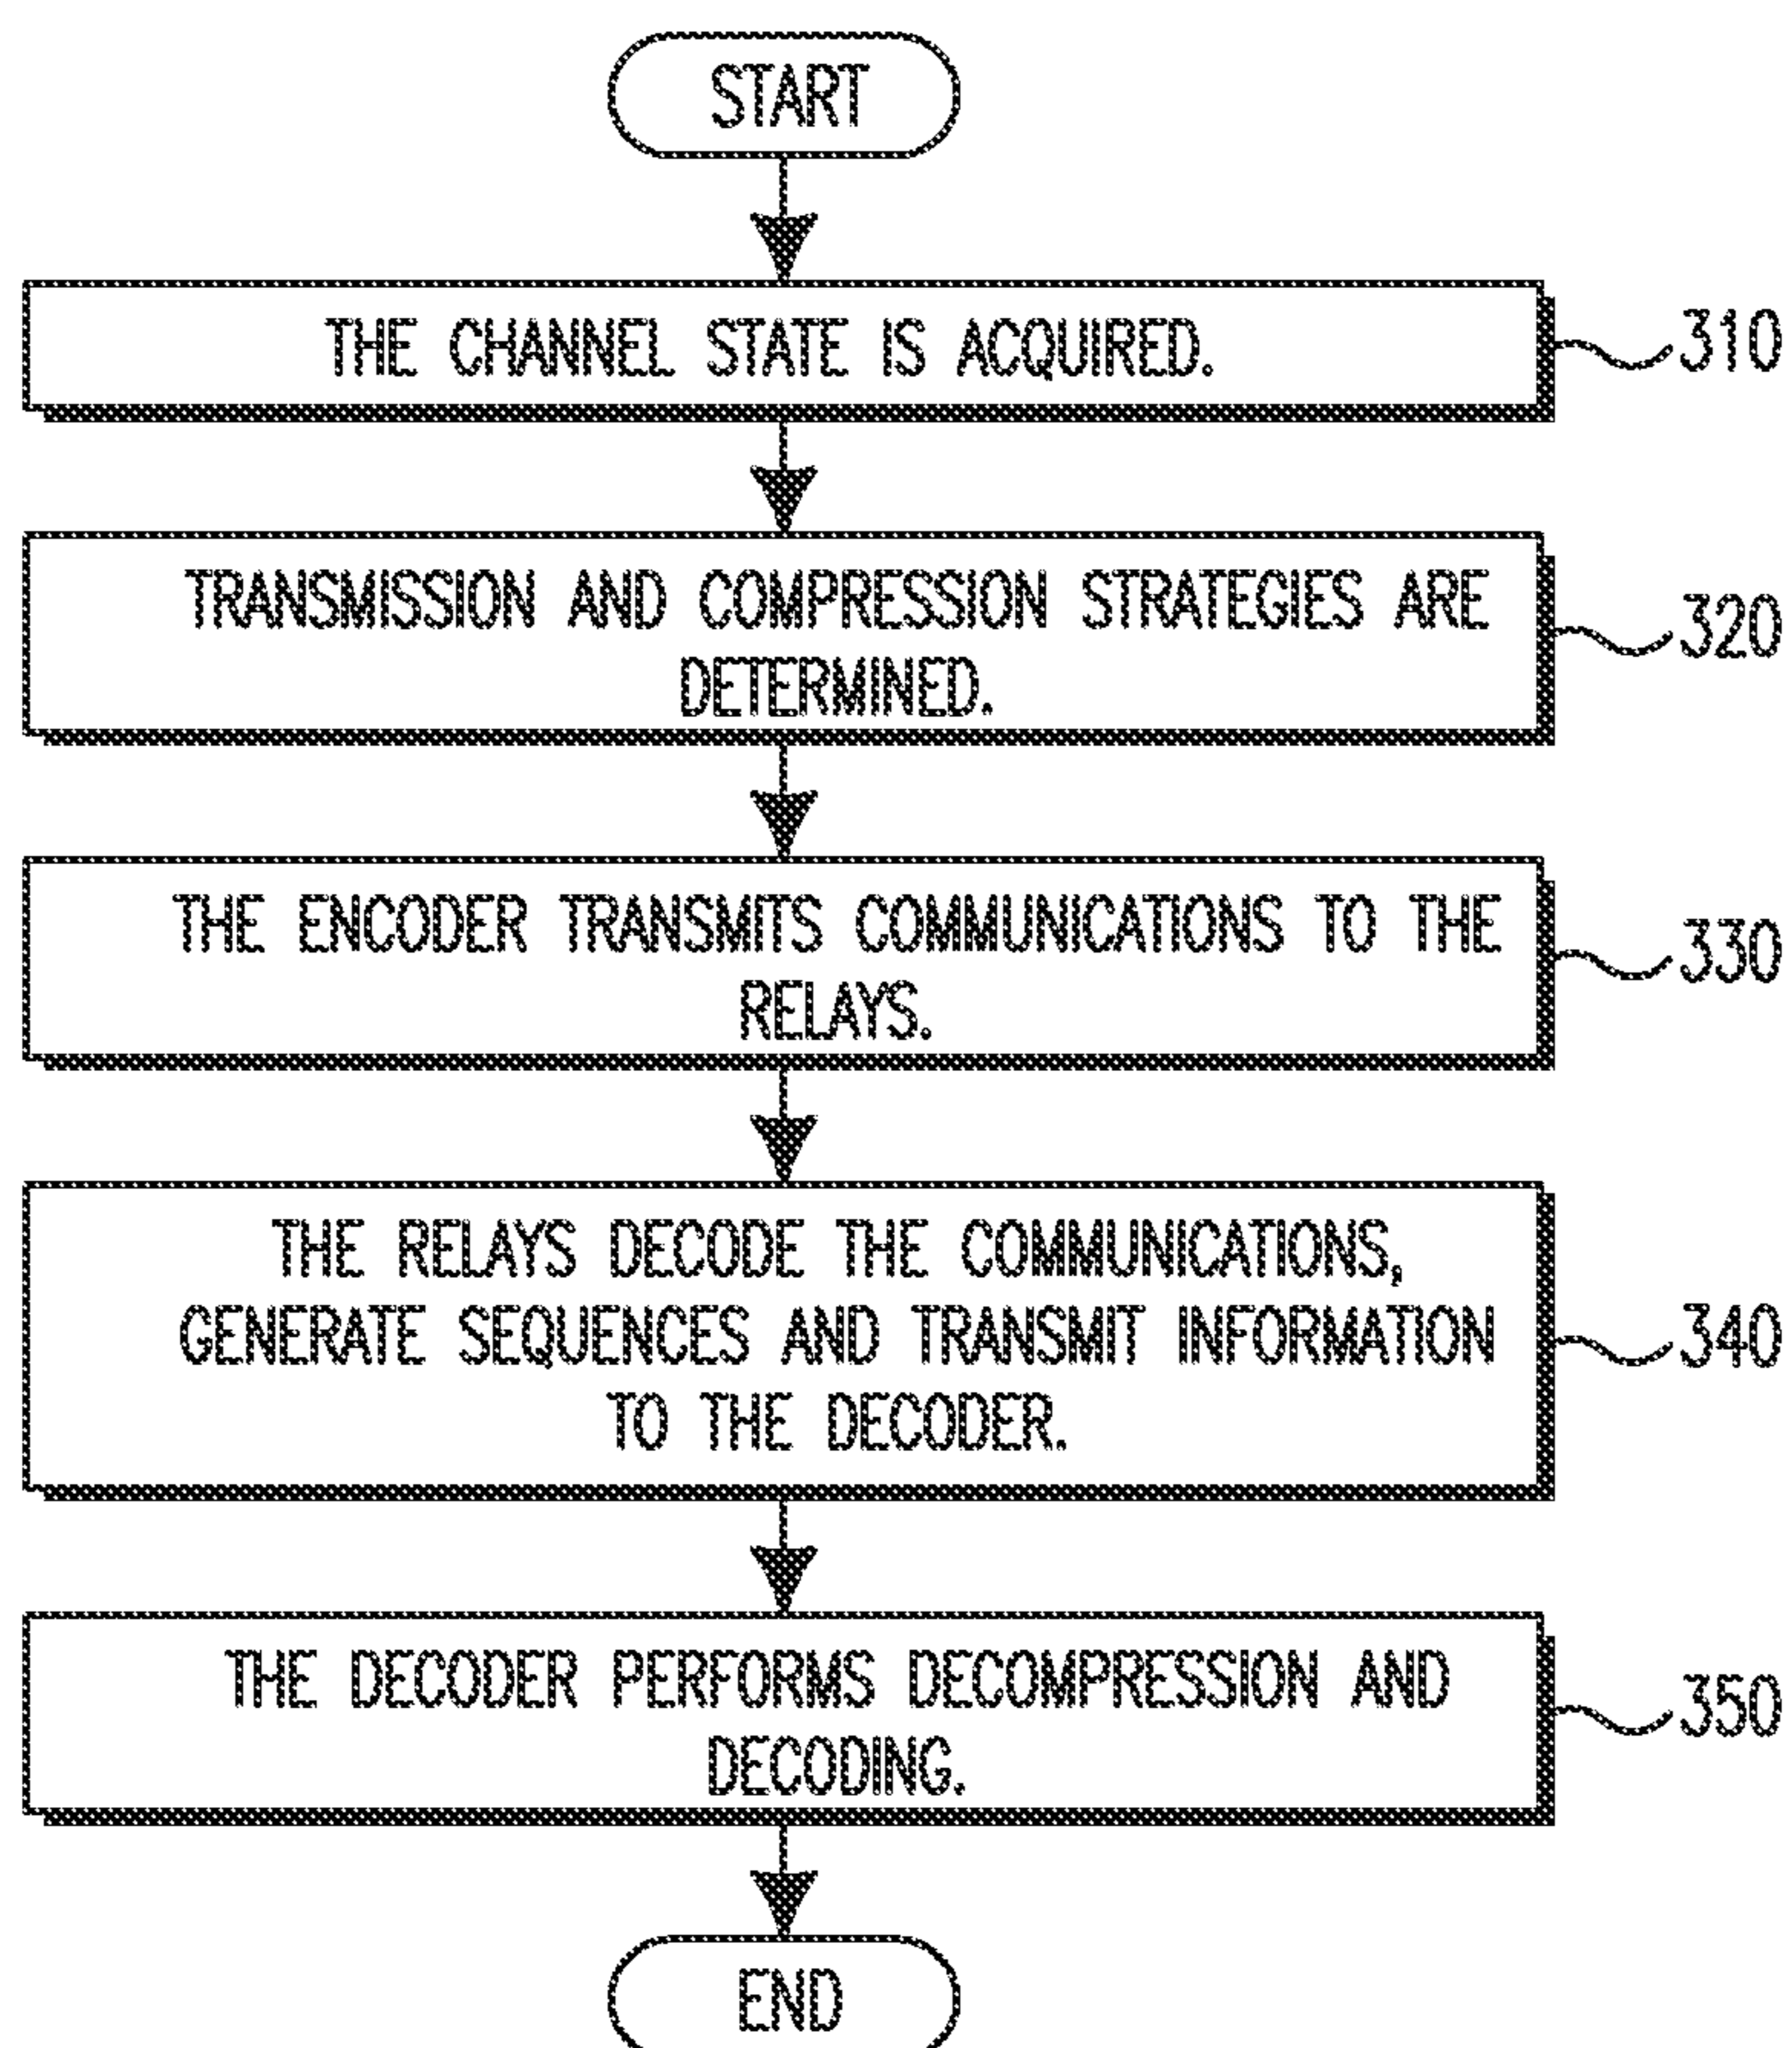 START
THE CHANNEL STATE IS ACQUIRED.
310
TRANSMISSION AND COMPRESSION STRATEGIES ARE
DETERMINED.
320
THE ENCODER TRANSMITS COMMUNICATIONS TO THE
RELAYS.
330
THE RELAYS DECODE THE COMMUNICATIONS,
GENERATE SEQUENCES AND TRANSMIT INFORMATION
TO THE DECODER.
340
THE DECODER PERFORMS DECOMPRESSION AND
DECODING.
350
END